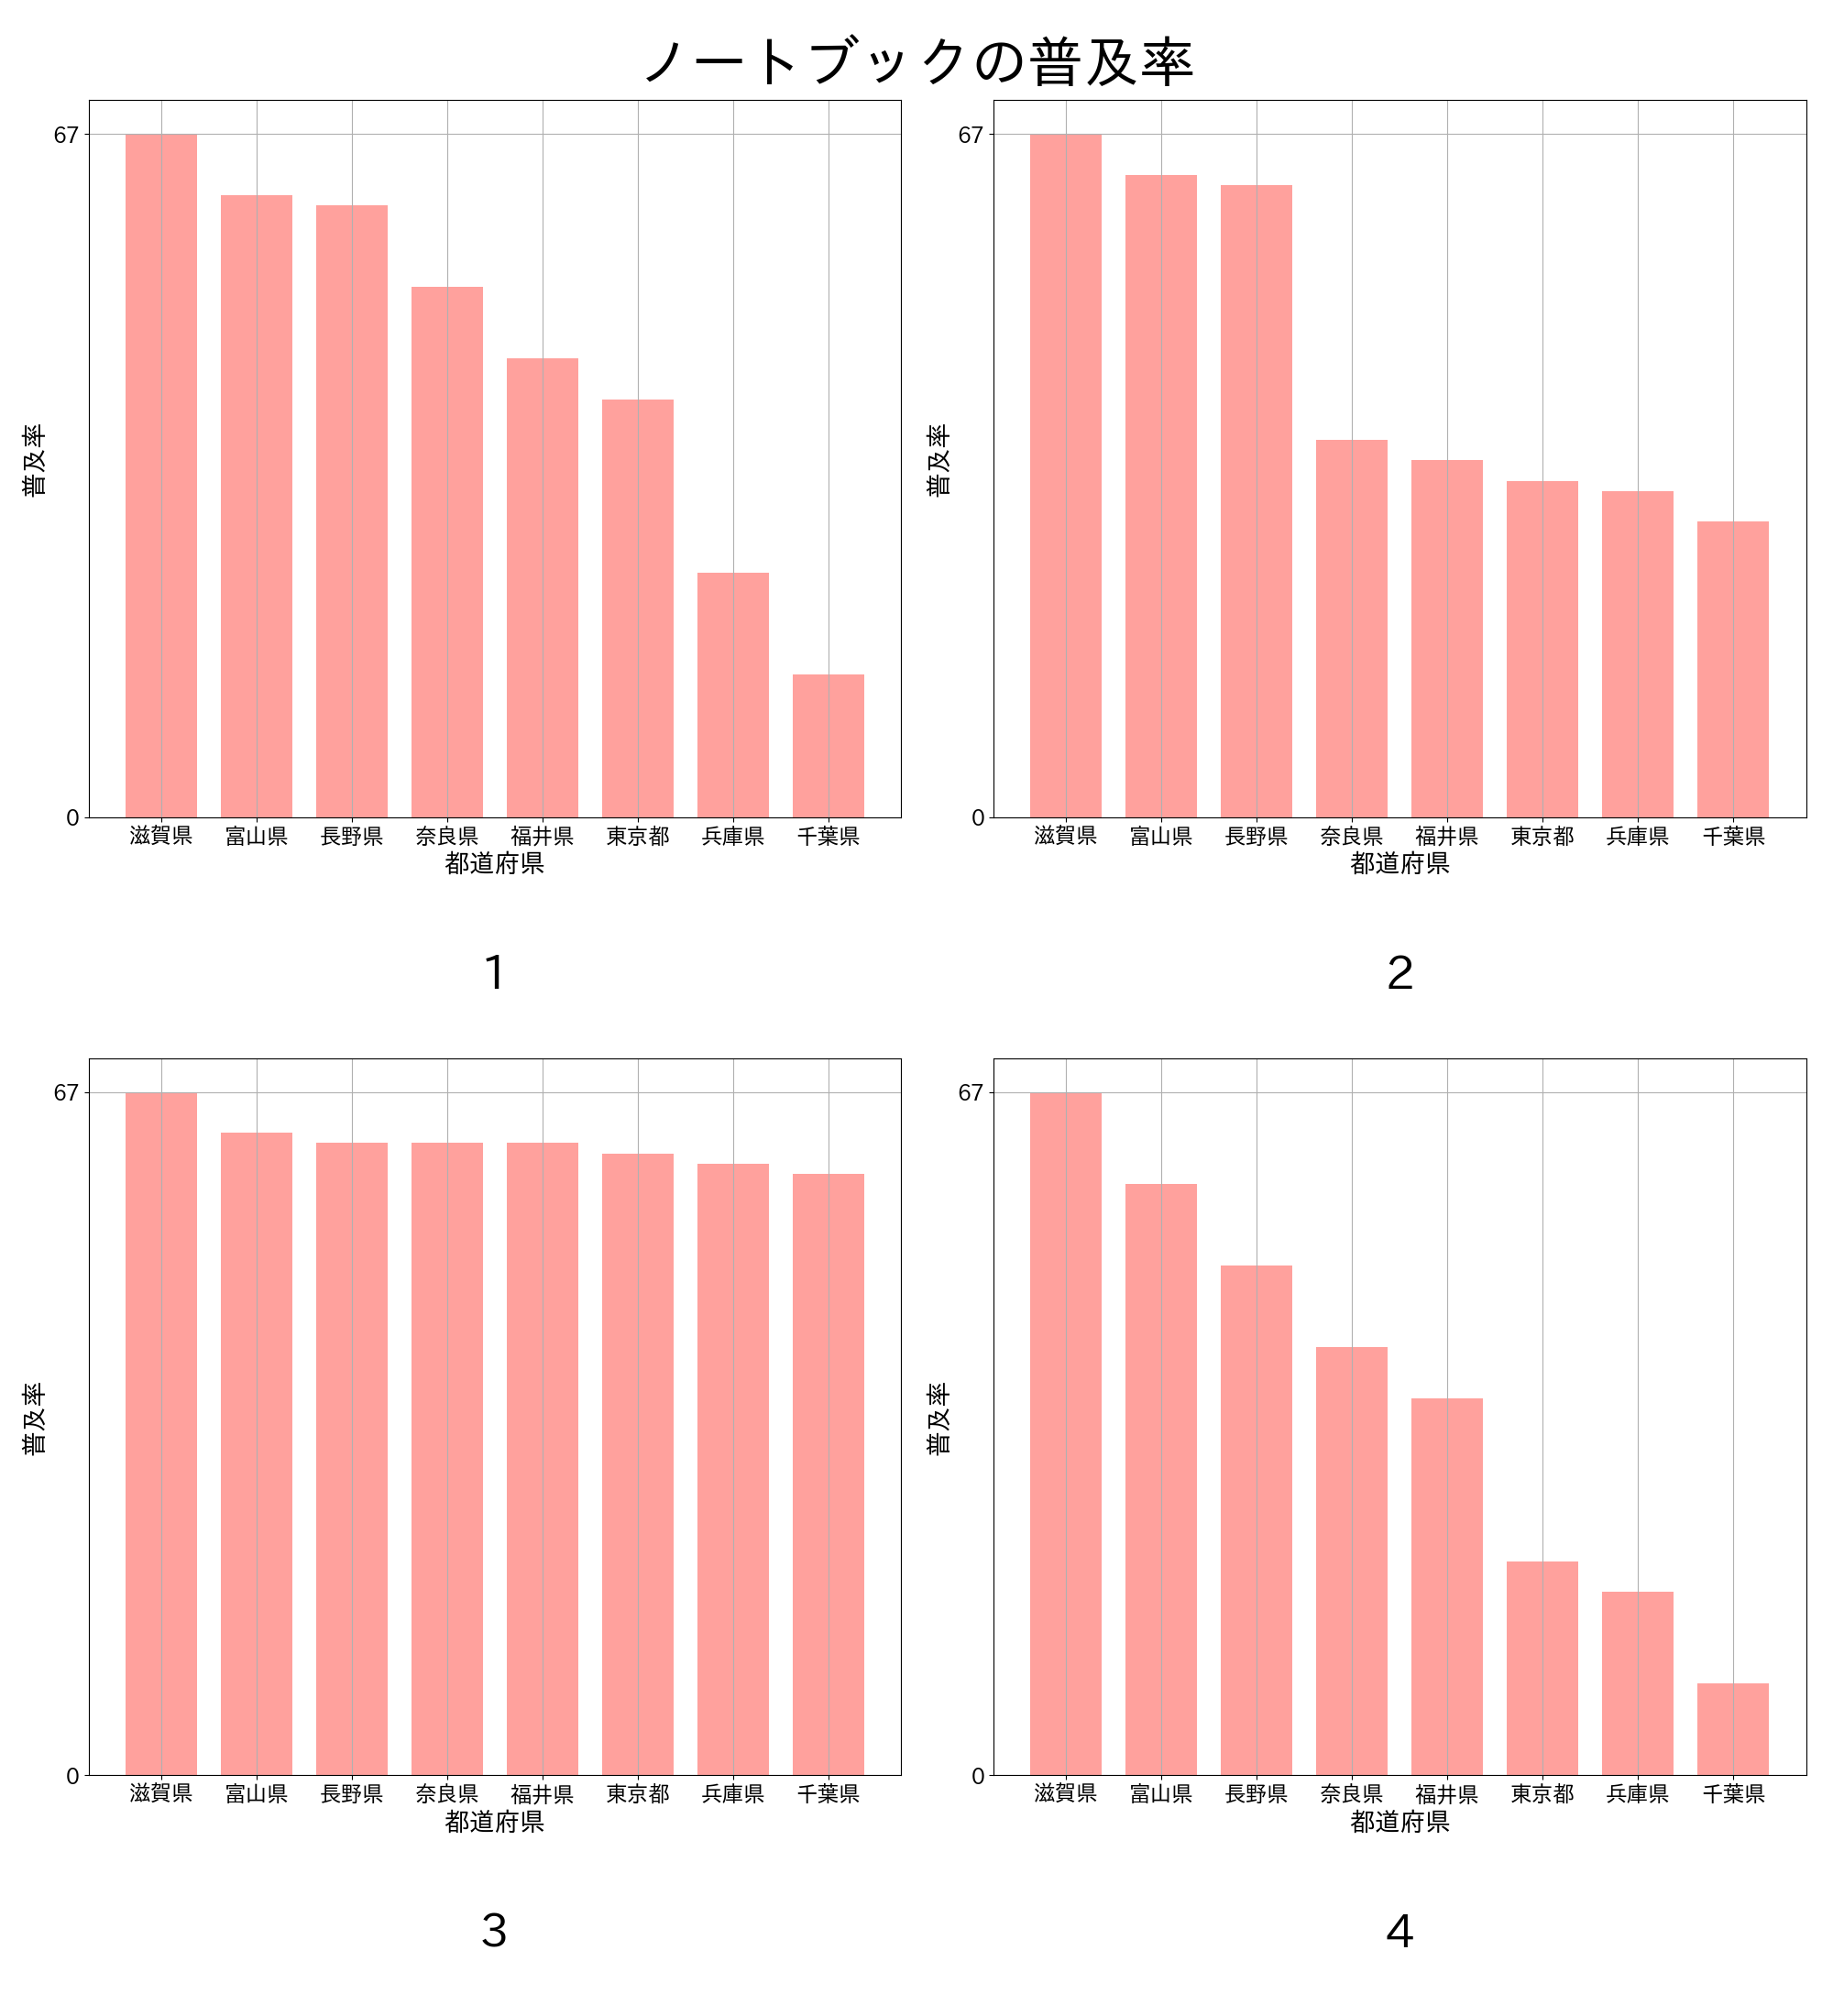 ノートブックの普及率
67
0
普及率
滋賀県 富山県 長野県 奈良県 福井県 東京都 兵庫県 千葉県
都道府県
1
67
0
普及率
滋賀県 富山県 長野県 奈良県 福井県 東京都 兵庫県 千葉県
都道府県
2
67
0
普及率
滋賀県 富山県 長野県 奈良県 福井県 東京都 兵庫県 千葉県
都道府県
3
67
0
普及率
滋賀県 富山県 長野県 奈良県 福井県 東京都 兵庫県 千葉県
都道府県
4